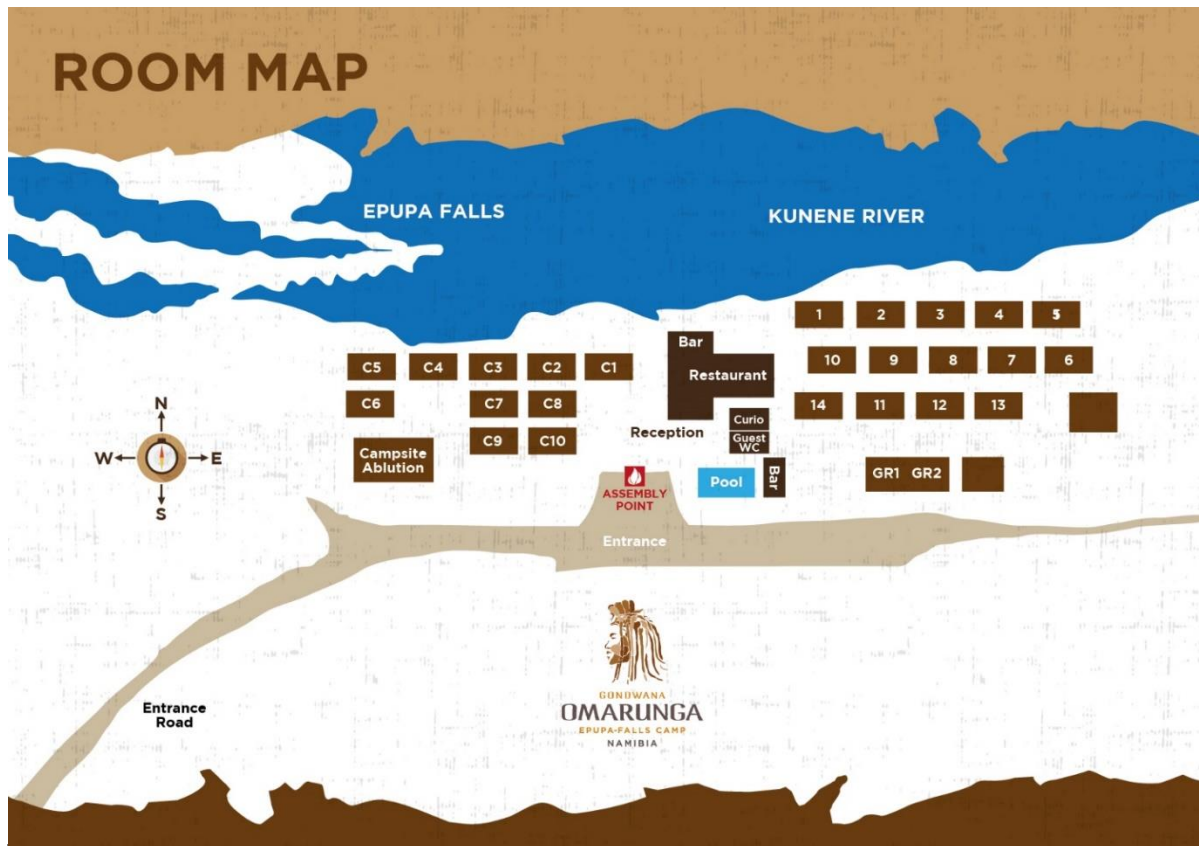 ROOM MAP
EPUPA FALLS
KUNENE RIVER
1 2 3 4 5
Bar
Restaurant
10 9 8 7 6
C5 C4 C3 C2 C1
C6 C7 C8
14 11 12 13
Curio
Guest
WC
Reception
C9 C10
Campsite
Ablution
N
W E
S
ASSEMBLY
POINT
Pool
Bar
GR1 GR2
Entrance
Entrance
Road
GONDWANA
OMARUNGA
EPUPA-FALLS CAMP
NAMIBIA